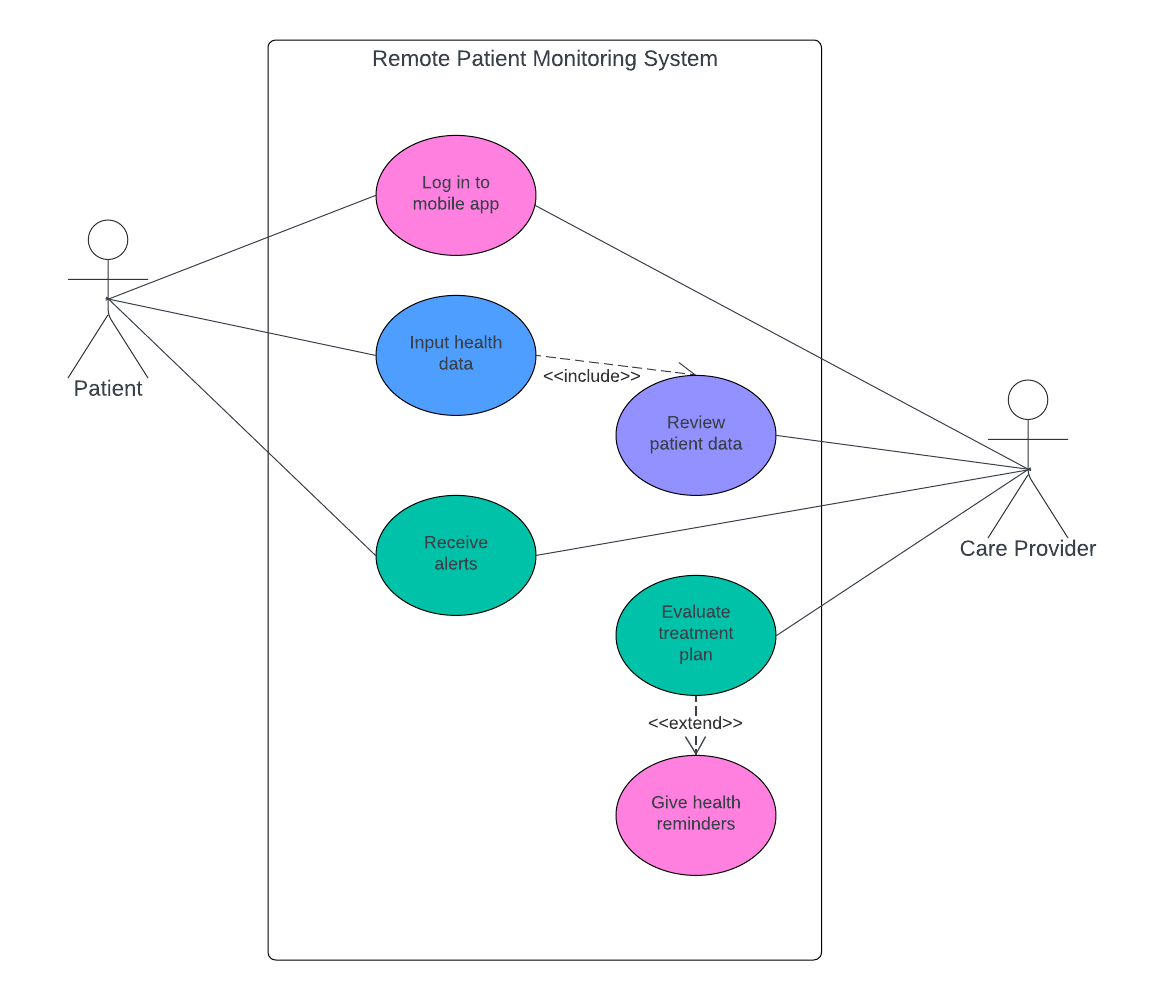 Remote Patient Monitoring System
Log in to
mobile app
Input health
data
<<include>>
Patient
Review
patient data
Receive
alerts
Care Provider
Evaluate
treatment
plan
<<extend>>
Give health
reminders